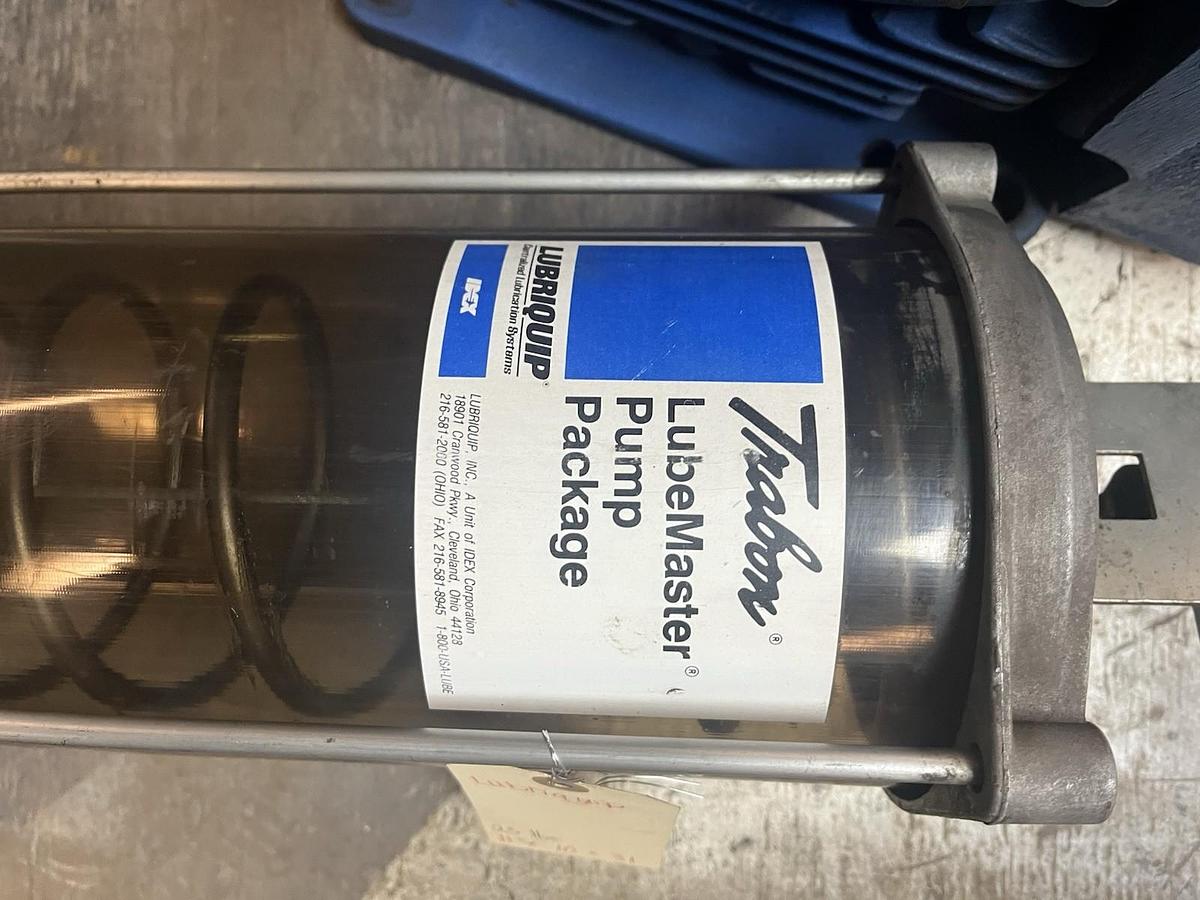 Trabon®
LubeMaster®
Pump
Package
LUBRIQUIP®
Centralized Lubrication Systems
IDEX
LUBRIQUIP, INC., A Unit of IDEX Corporation
18901 Cranwood Pkwy., Cleveland, Ohio 44128
216-581-2000 (OHIO) FAX 216-581-8945 1-800-USA-LUBE
LUBRIQUIP